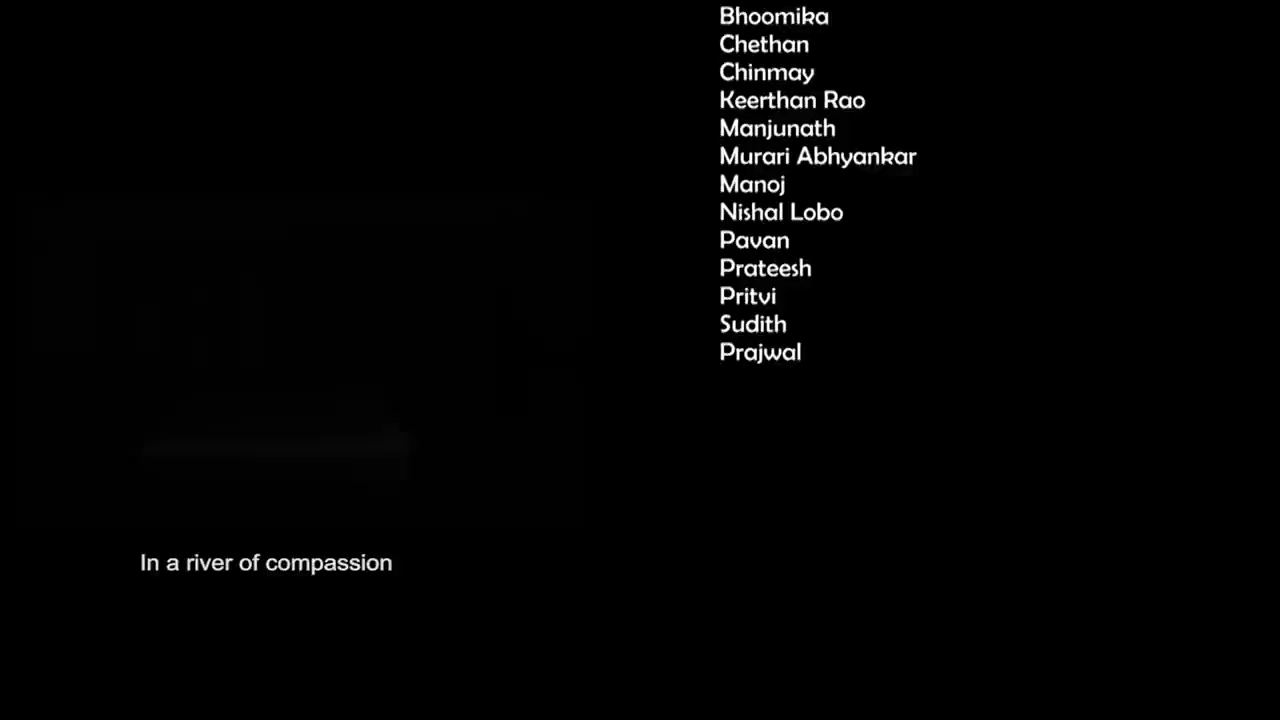 Bhoomika
Chethan
Chinmay
Keerthan Rao
Manjunath
Murari Abhyankar
Manoj
Nishal Lobo
Pavan
Prateesh
Pritvi
Sudith
Prajwal
In a river of compassion